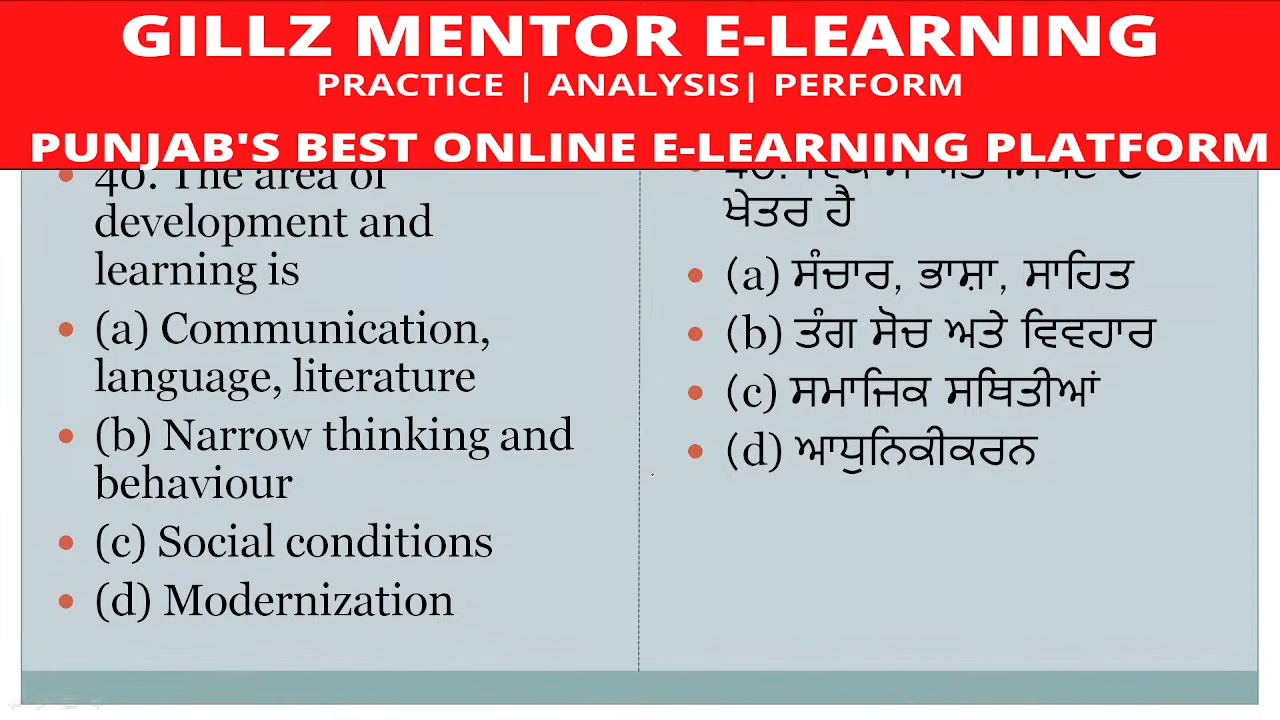 GILLZ MENTOR E-LEARNING
PRACTICE | ANALYSIS| PERFORM
PUNJAB'S BEST ONLINE E-LEARNING PLATFORM
40. The area of
development and
learning is
(a) Communication,
language, literature
(b) Narrow thinking and
behaviour
(c) Social conditions
(d) Modernization
ਖੇਤਰ ਹੈ
(a) ਸੰਚਾਰ, ਭਾਸ਼ਾ, ਸਾਹਿਤ
(b) ਤੰਗ ਸੋਚ ਅਤੇ ਵਿਵਹਾਰ
(c) ਸਮਾਜਿਕ ਸਥਿਤੀਆਂ
(d) ਆਧੁਨਿਕੀਕਰਨ